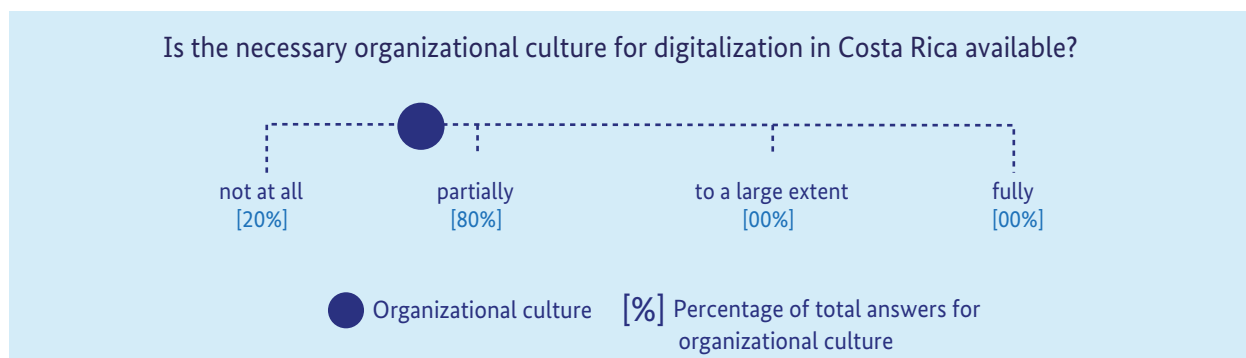 Is the necessary organizational culture for digitalization in Costa Rica available?
not at all partially to a large extent fully
[20%] [80%] [00%] [00%]
Organizational culture [%] Percentage of total answers for
organizational culture